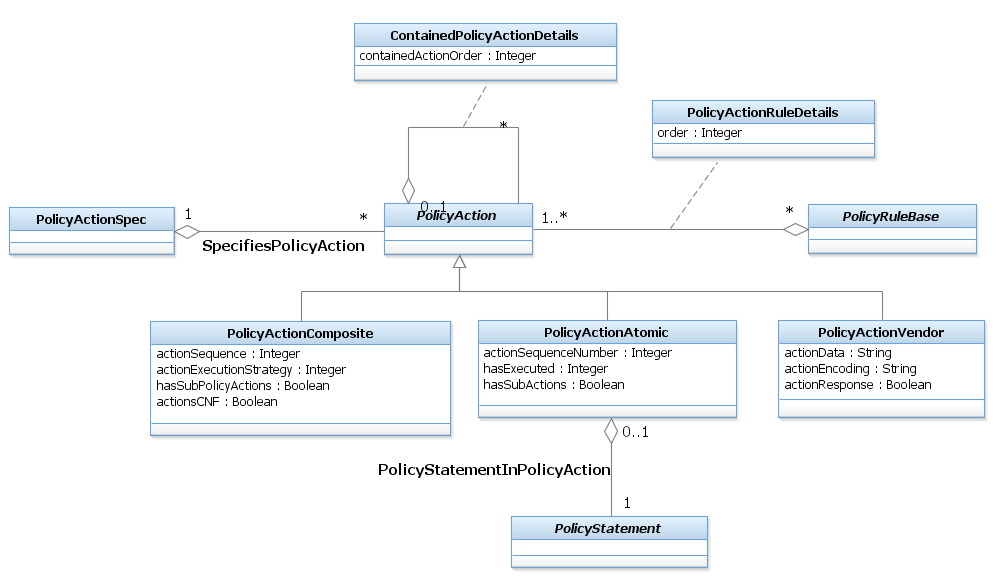 ContainedPolicyActionDetails
containedActionOrder : Integer
PolicyActionRuleDetails
order : Integer
*
0..1
PolicyActionSpec
1
*
SpecifiesPolicyAction
PolicyAction
1..*
*
PolicyRuleBase
PolicyActionComposite
actionSequence : Integer
actionExecutionStrategy : Integer
hasSubPolicyActions : Boolean
actionsCNF : Boolean
PolicyActionAtomic
actionSequenceNumber : Integer
hasExecuted : Integer
hasSubActions : Boolean
PolicyActionVendor
actionData : String
actionEncoding : String
actionResponse : Boolean
0..1
PolicyStatementInPolicyAction
1
PolicyStatement